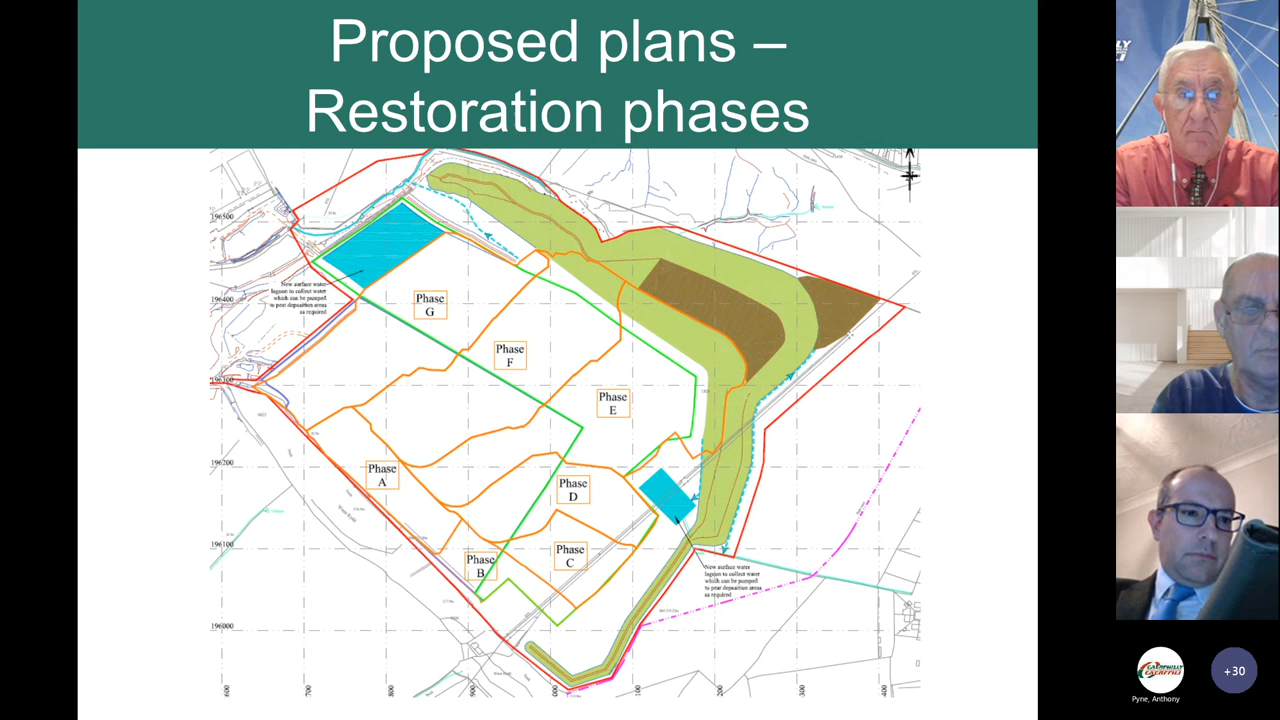 Proposed plans –
Restoration phases
196500
New surface water
lagoon to collect water
which can be pumped
to peat deposition areas
as required
196400
Phase
G
Phase
F
Phase
E
196200
Phase
A
Phase
D
Phase
B
Phase
C
196100
New surface water
lagoon to collect water
which can be pumped
to peat deposition areas
as required
196000
600
700
800
900
000
100
200
300
400
CAERPHILLY
CAERFFILI
+30
Pyne, Anthony